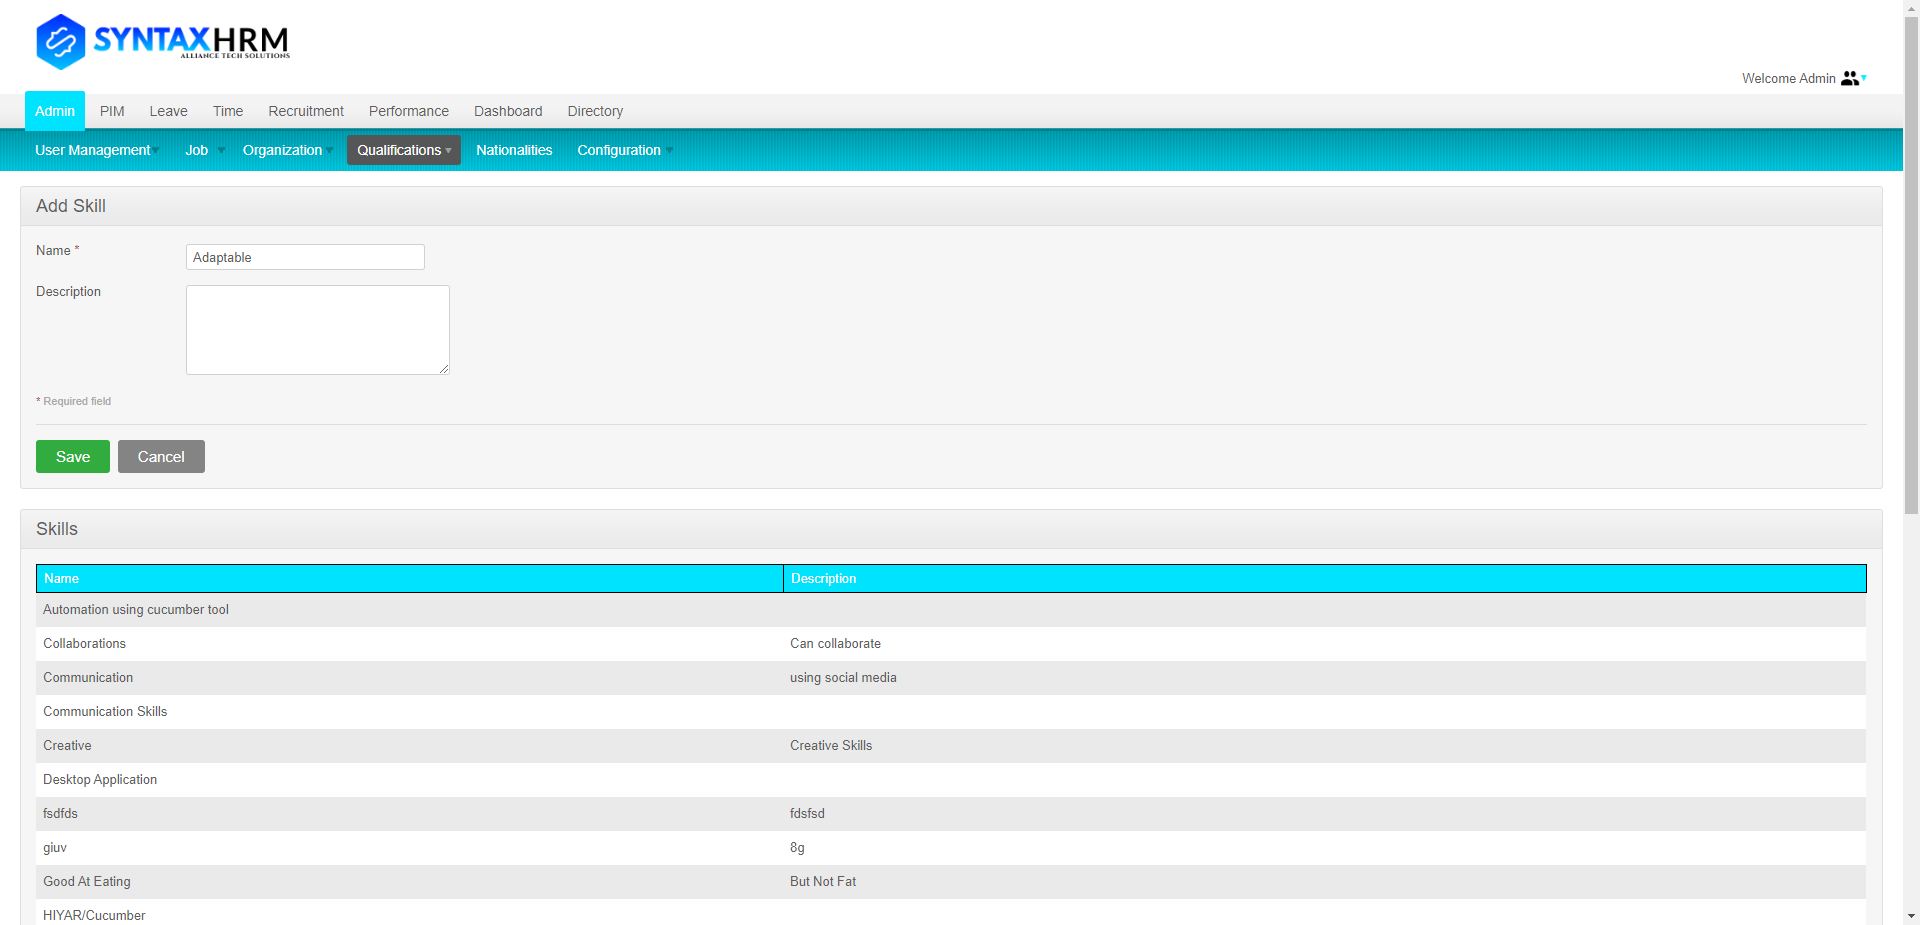 SYNTAXHRM
ALLIANCE TECH SOLUTIONS
Welcome Admin
Admin PIM Leave Time Recruitment Performance Dashboard Directory
User Management Job Organization Qualifications Nationalities Configuration
Add Skill
Name *
Adaptable
Description
* Required field
Save Cancel
Skills
Name Description
Automation using cucumber tool
Collaborations Can collaborate
Communication using social media
Communication Skills
Creative Creative Skills
Desktop Application
fsdfds fdsfsd
giuv 8g
Good At Eating But Not Fat
HIYAR/Cucumber